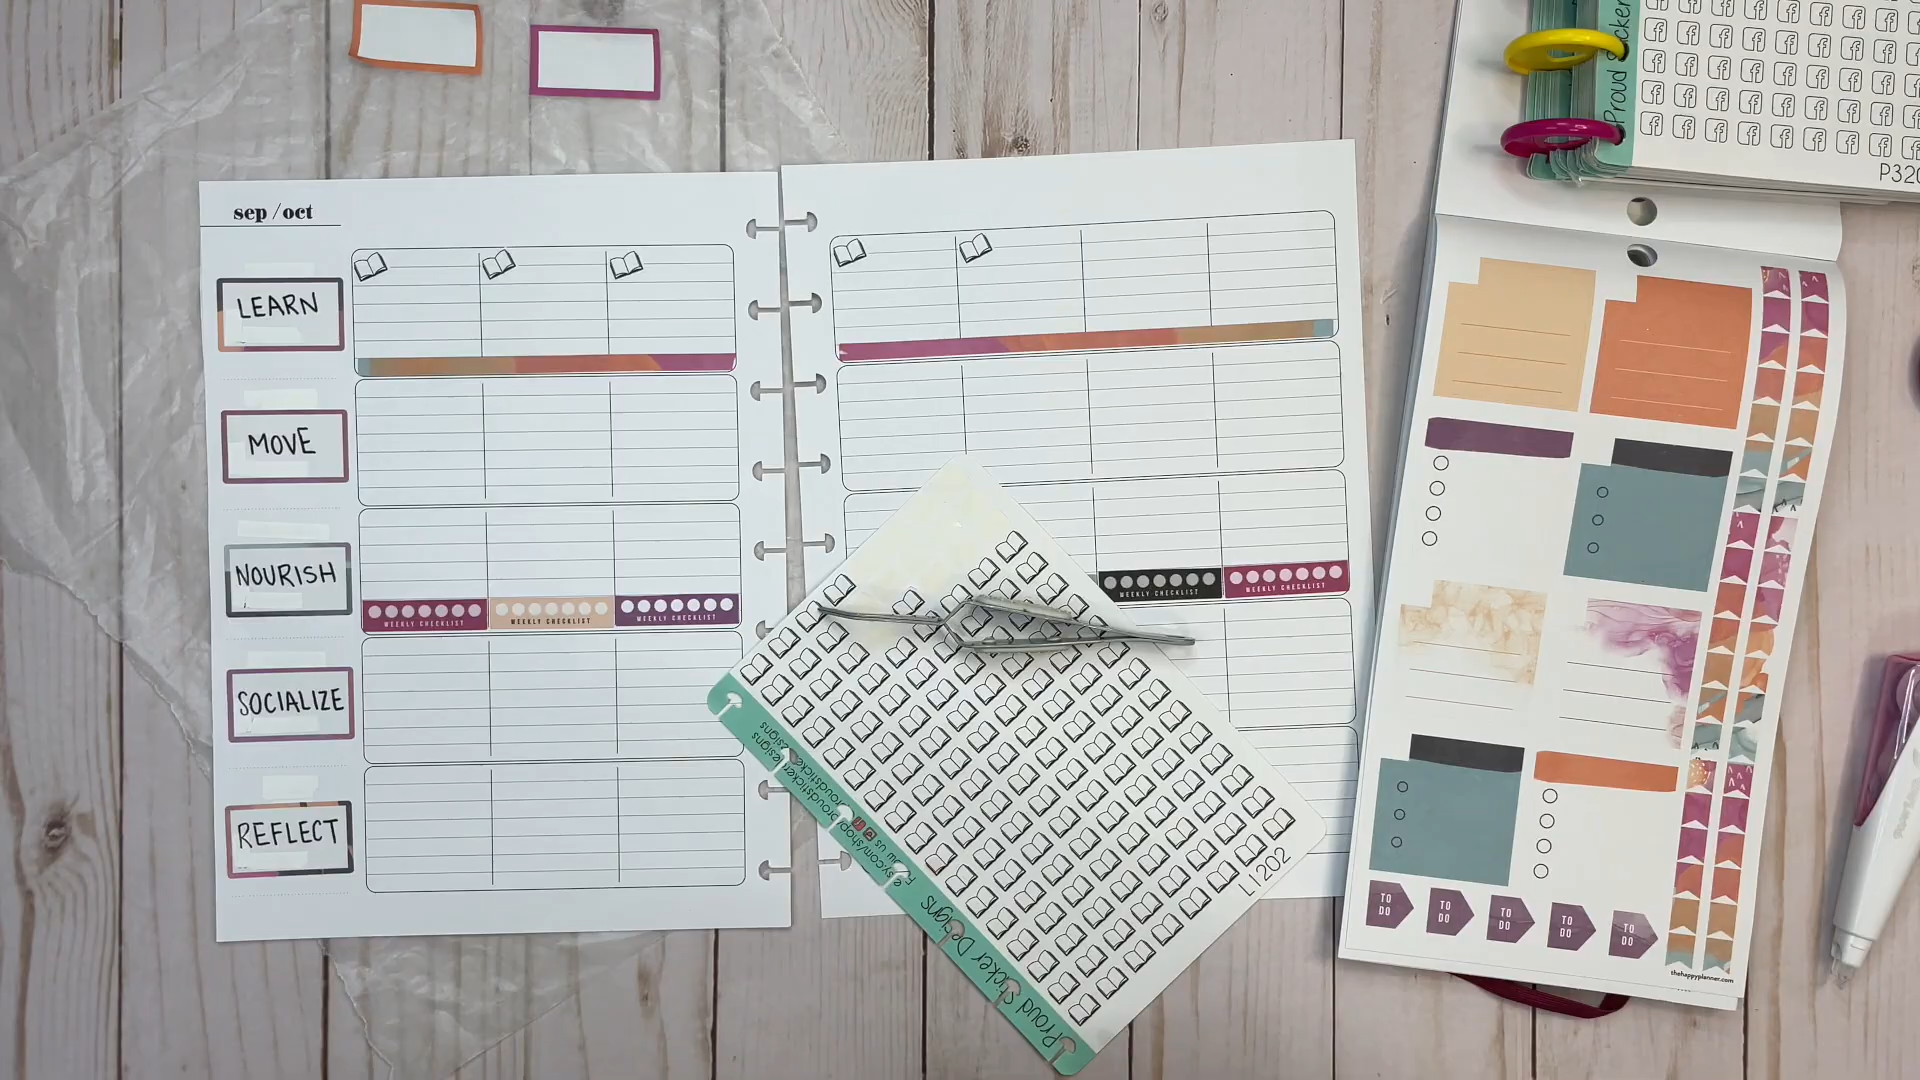 sep/oct
LEARN
MOVE
NOURISH
SOCIALIZE
REFLECT
WEEKLY CHECKLIST
WEEKLY CHECKLIST
WEEKLY CHECKLIST
WEEKLY CHECKLIST
WEEKLY CHECKLIST
Proud Sticker Designs
L1202
Proud Sticker
P320
TO
DO
TO
DO
TO
DO
TO
DO
TO
DO
thehappyplanner.com